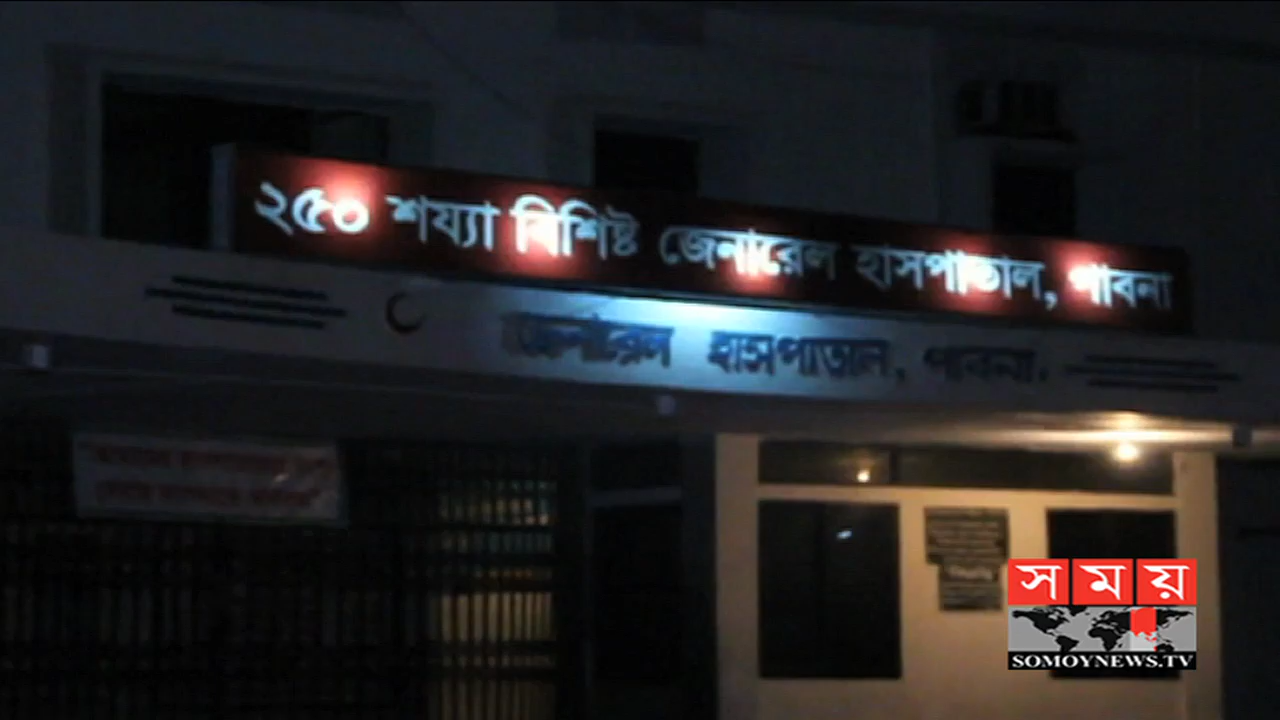 ২৫০ শয্যা বিশিষ্ট জেনারেল হাসপাতাল, পাবনা
জেনারেল হাসপাতাল, পাবনা.
সময়
SOMOYNEWS.TV